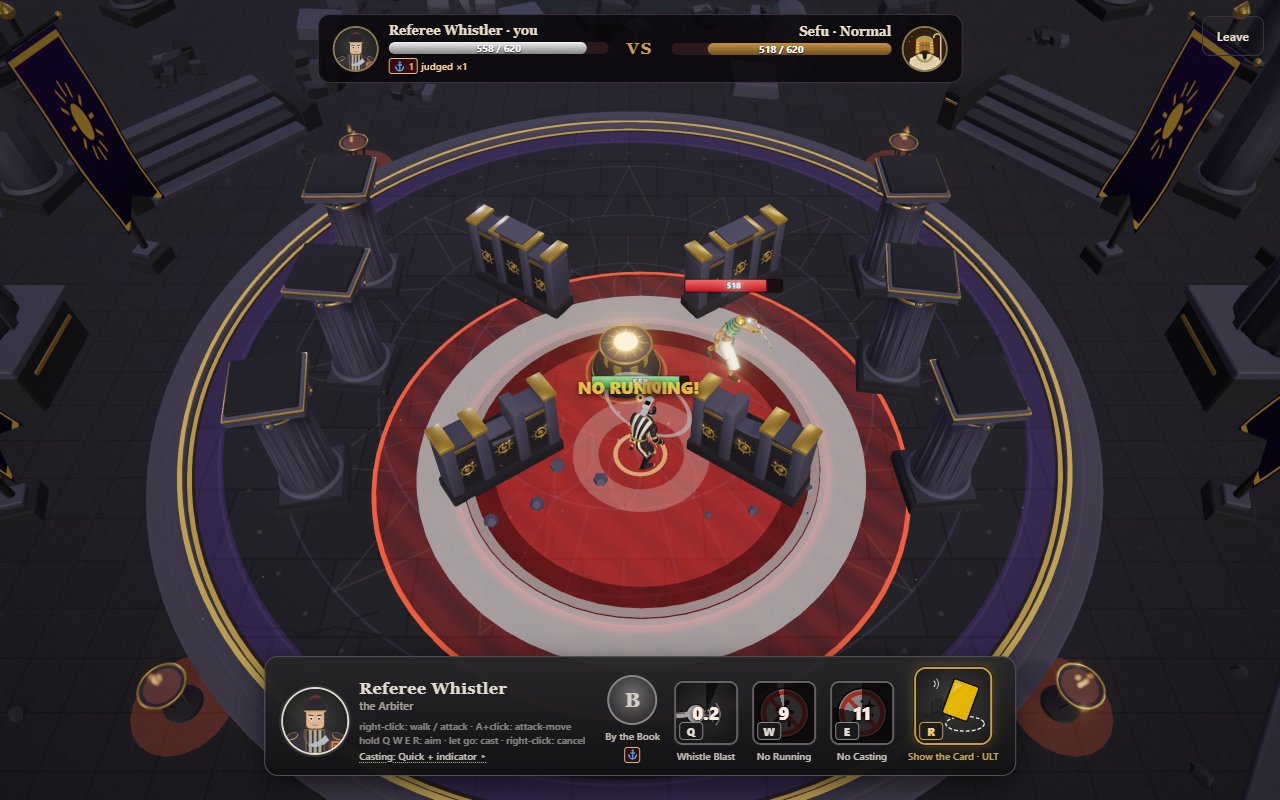 Referee Whistler · you
558 / 620
1 judged ×1
VS
Sefu · Normal
518 / 620
Leave
518
NO RUNNING!
Referee Whistler
the Arbiter
right-click: walk / attack · A+click: attack-move
hold Q W E R: aim · let go: cast · right-click: cancel
Casting: Quick + indicator
B
By the Book
0.2
Q
Whistle Blast
9
W
No Running
11
E
No Casting
R
Show the Card · ULT